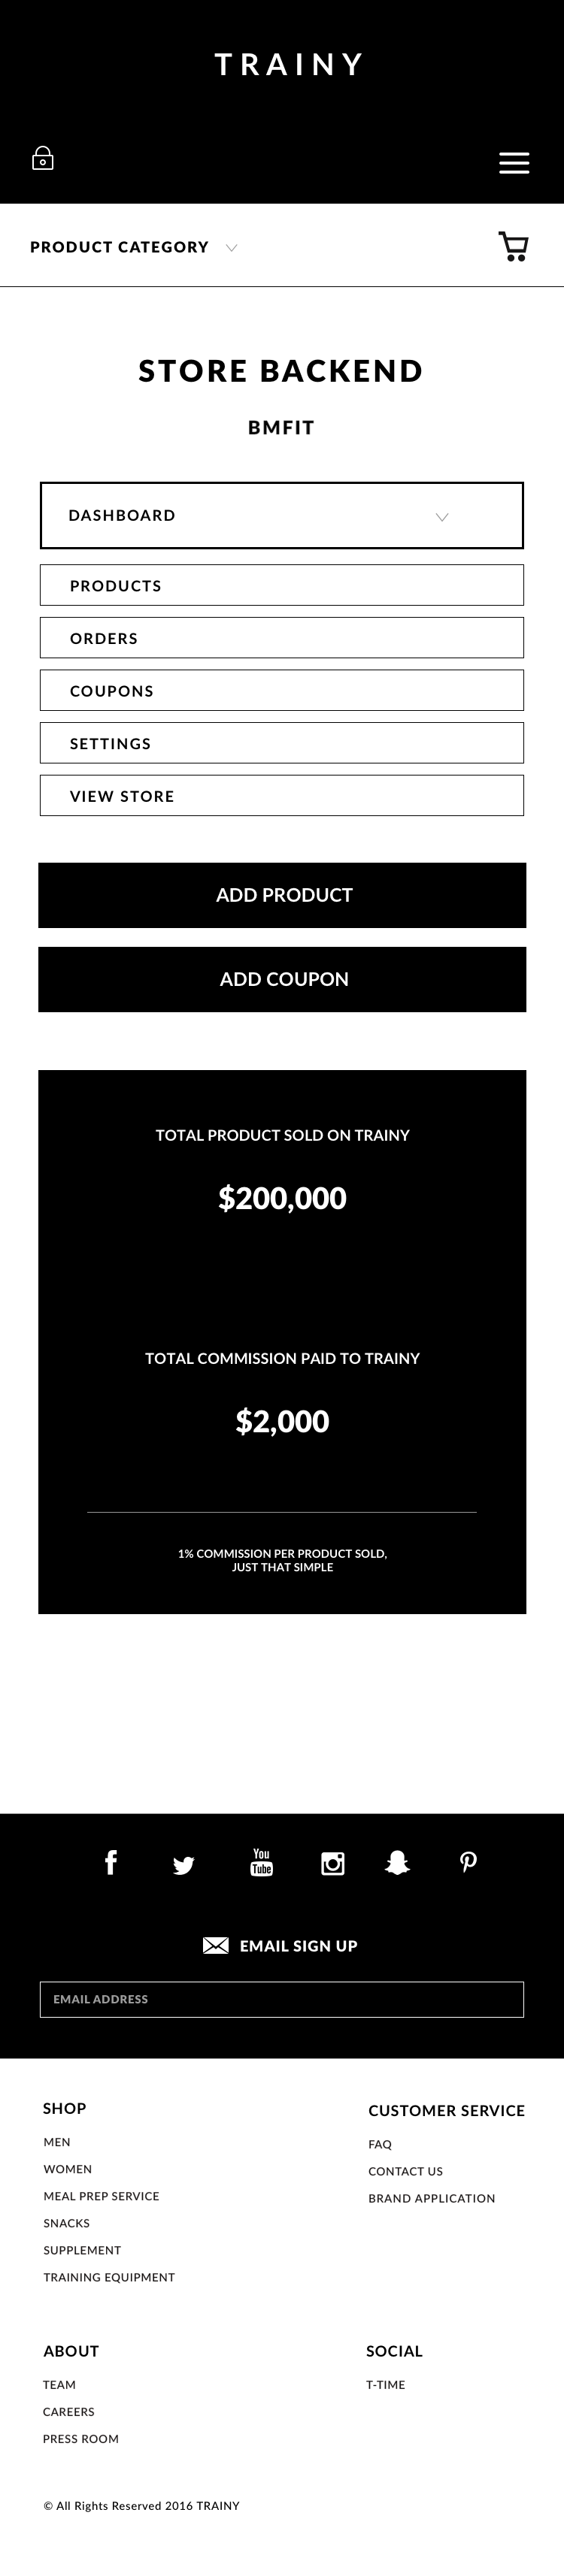 TRAINY
PRODUCT CATEGORY
STORE BACKEND
BMFIT
DASHBOARD
PRODUCTS
ORDERS
COUPONS
SETTINGS
VIEW STORE
ADD PRODUCT
ADD COUPON
TOTAL PRODUCT SOLD ON TRAINY
$200,000
TOTAL COMMISSION PAID TO TRAINY
$2,000
1% COMMISSION PER PRODUCT SOLD,
JUST THAT SIMPLE
You
Tube
EMAIL SIGN UP
EMAIL ADDRESS
SHOP
MEN
WOMEN
MEAL PREP SERVICE
SNACKS
SUPPLEMENT
TRAINING EQUIPMENT
CUSTOMER SERVICE
FAQ
CONTACT US
BRAND APPLICATION
ABOUT
TEAM
CAREERS
PRESS ROOM
SOCIAL
T-TIME
© All Rights Reserved 2016 TRAINY